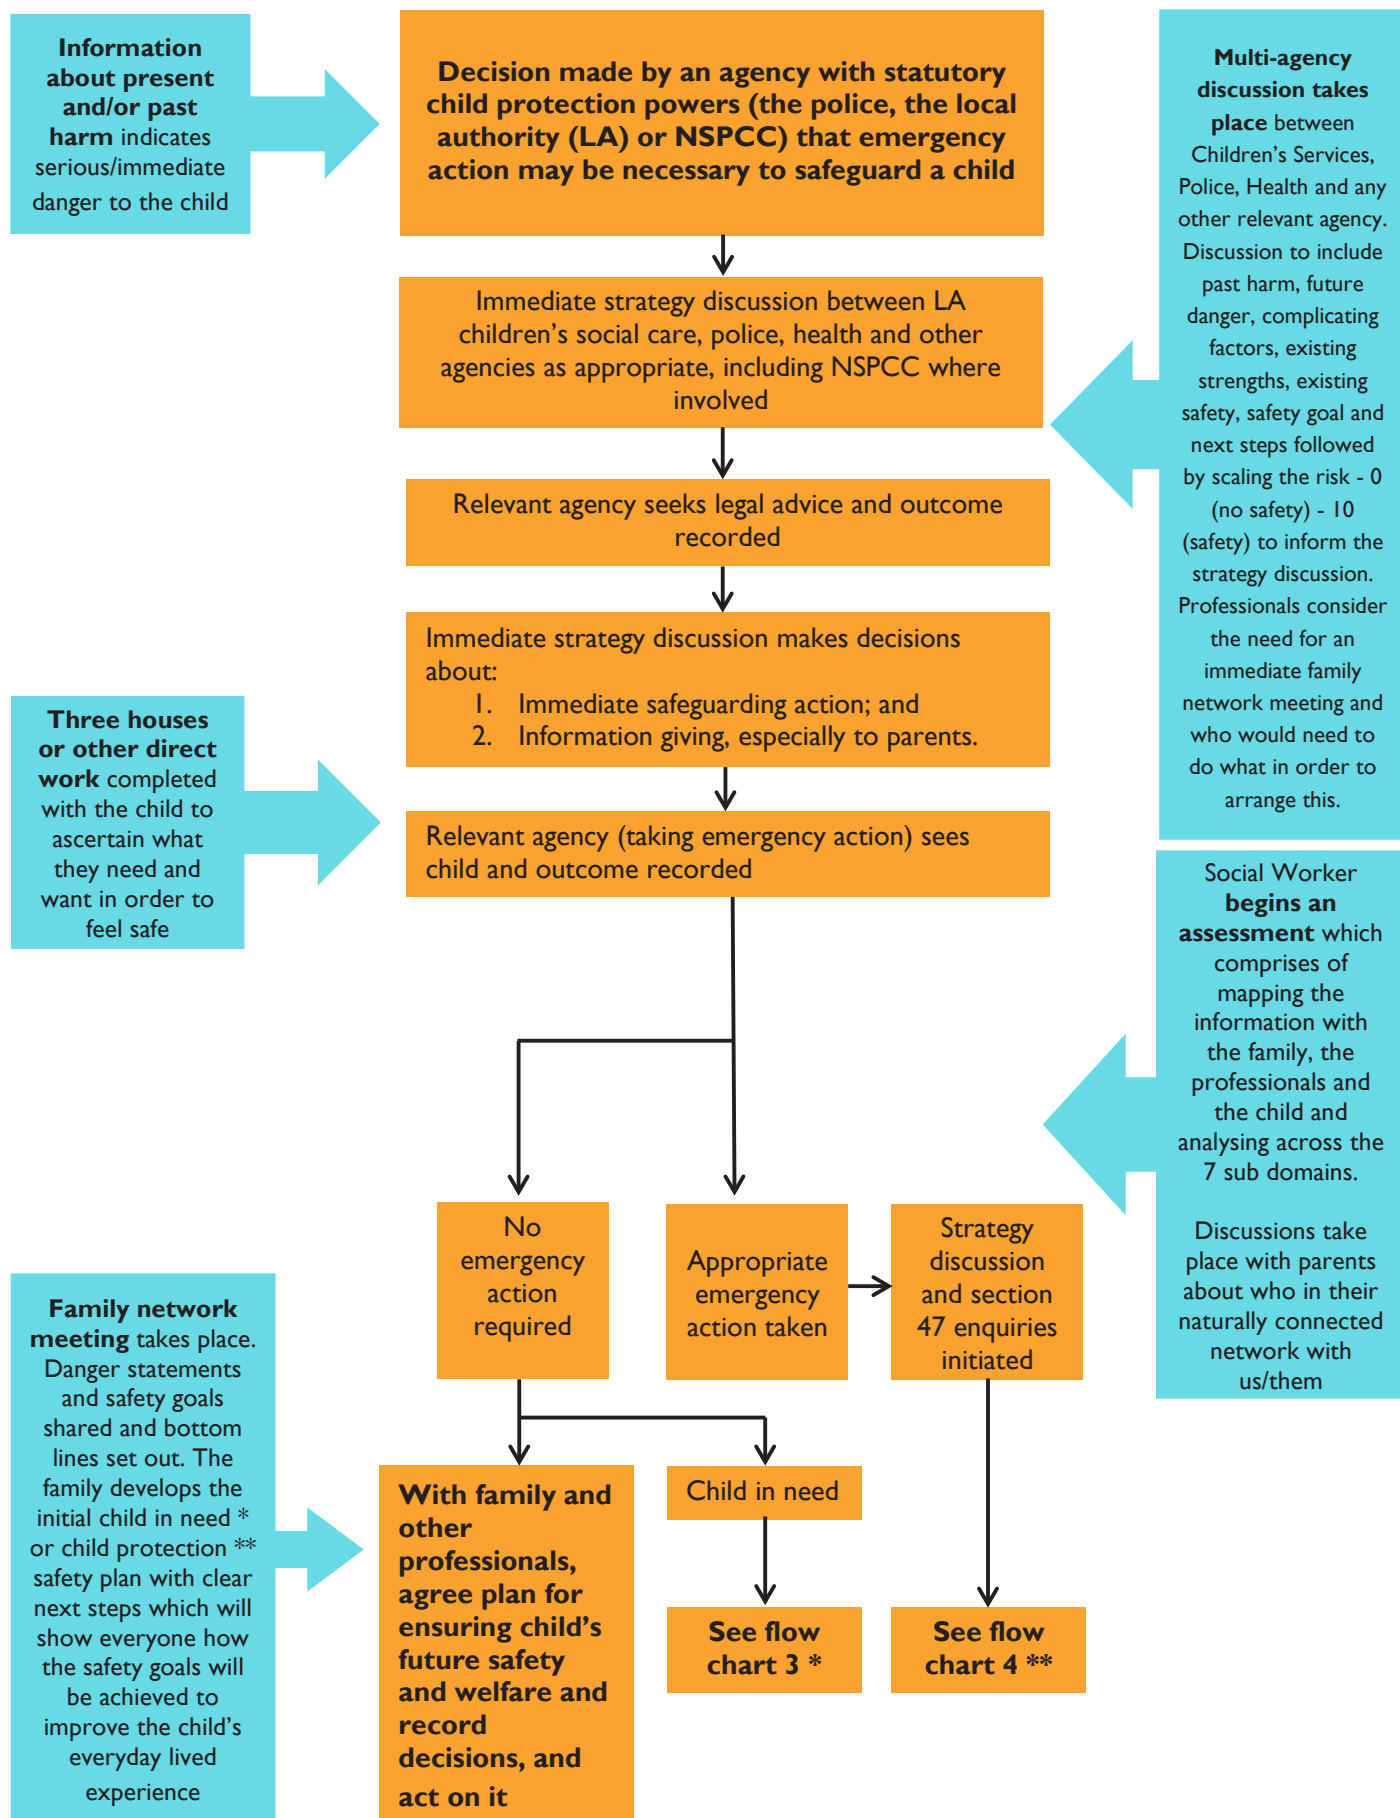 Information
about present
and/or past
harm indicates
serious/immediate
danger to the child
Decision made by an agency with statutory
child protection powers (the police, the local
authority (LA) or NSPCC) that emergency
action may be necessary to safeguard a child
Multi-agency
discussion takes
place between
Children’s Services,
Police, Health and any
other relevant agency.
Discussion to include
past harm, future
danger, complicating
factors, existing
strengths, existing
safety, safety goal and
next steps followed
by scaling the risk - 0
(no safety) - 10
(safety) to inform the
strategy discussion.
Professionals consider
the need for an
immediate family
network meeting and
who would need to
do what in order to
arrange this.
Immediate strategy discussion between LA
children’s social care, police, health and other
agencies as appropriate, including NSPCC where
involved
Relevant agency seeks legal advice and outcome
recorded
Immediate strategy discussion makes decisions
about:
1. Immediate safeguarding action; and
2. Information giving, especially to parents.
Three houses
or other direct
work completed
with the child to
ascertain what
they need and
want in order to
feel safe
Relevant agency (taking emergency action) sees
child and outcome recorded
Social Worker
begins an
assessment which
comprises of
mapping the
information with
the family, the
professionals and
the child and
analysing across the
7 sub domains.
Discussions take
place with parents
about who in their
naturally connected
network with
us/them
No
emergency
action
required
Appropriate
emergency
action taken
Strategy
discussion
and section
47 enquiries
initiated
Family network
meeting takes place.
Danger statements
and safety goals
shared and bottom
lines set out. The
family develops the
initial child in need *
or child protection **
safety plan with clear
next steps which will
show everyone how
the safety goals will
be achieved to
improve the child’s
everyday lived
experience
With family and
other
professionals,
agree plan for
ensuring child’s
future safety
and welfare and
record
decisions, and
act on it
Child in need
See flow
chart 3 *
See flow
chart 4 **